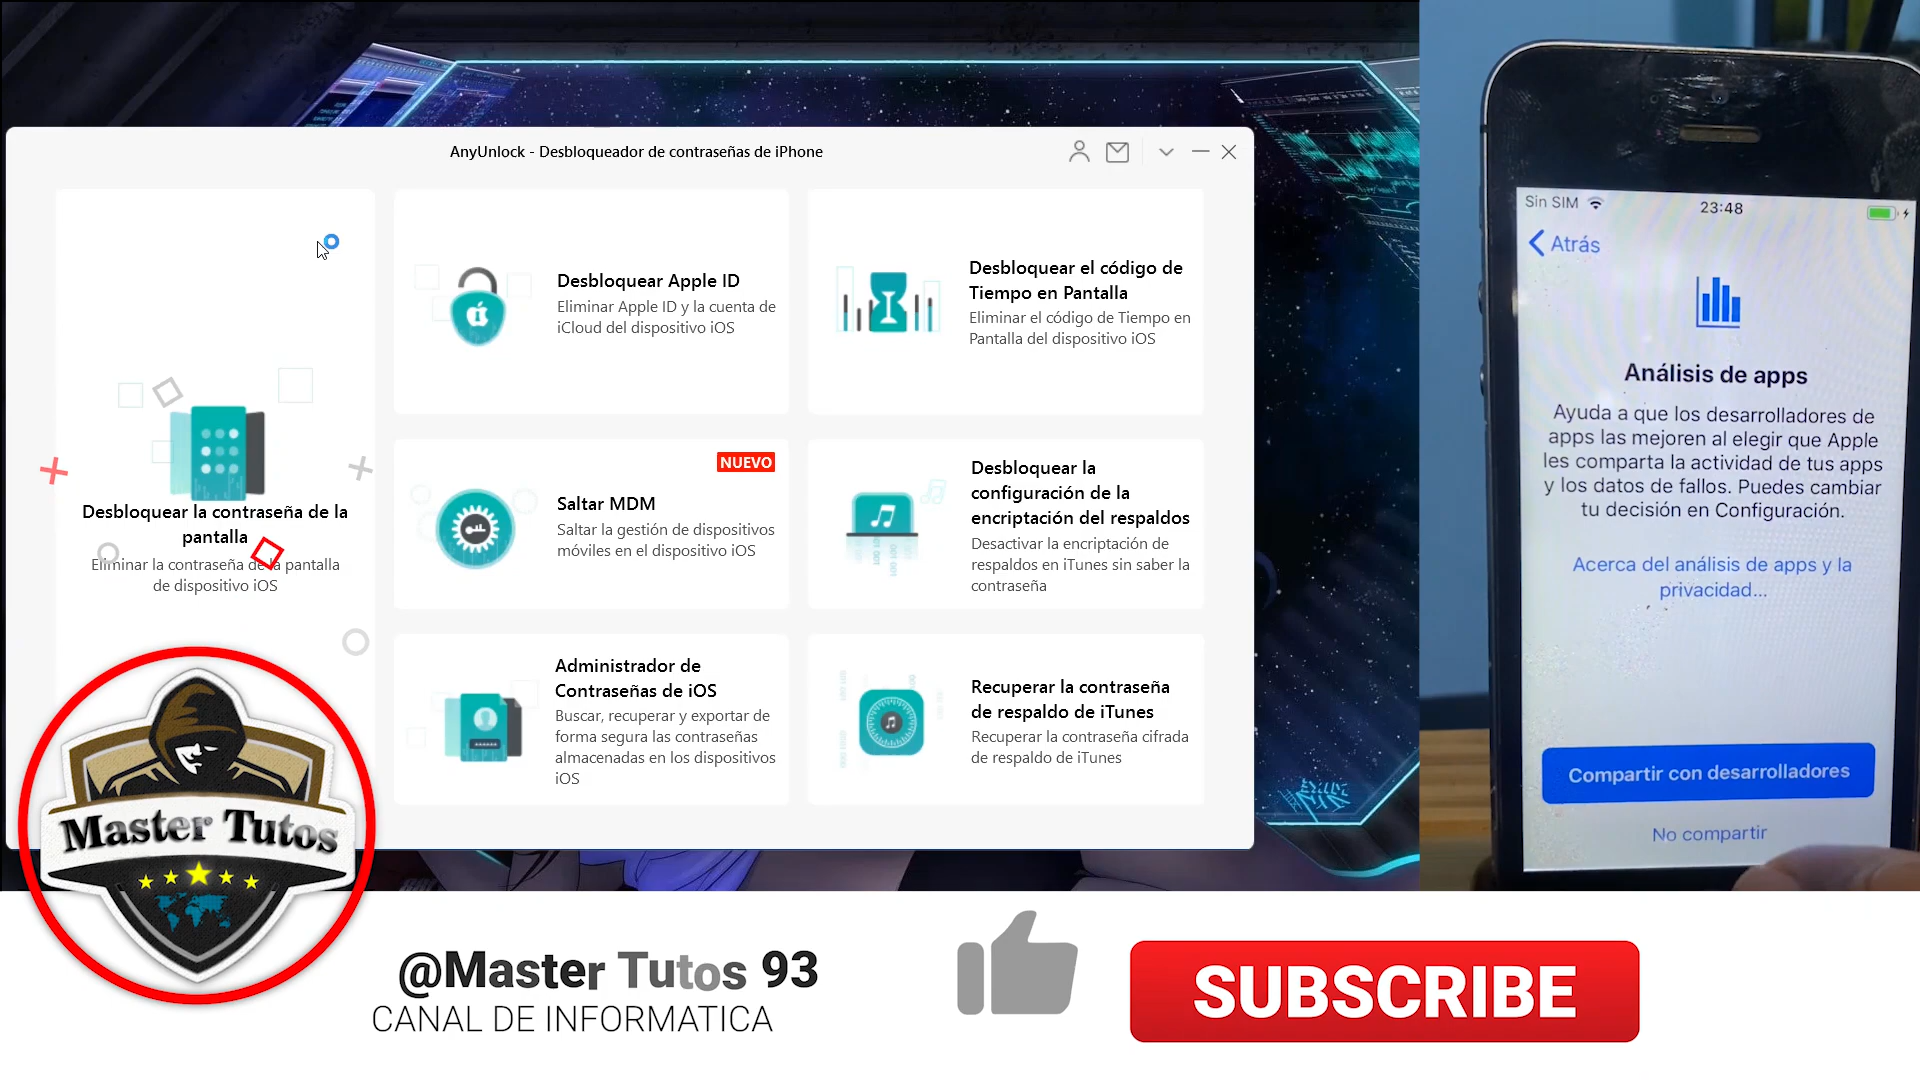 AnyUnlock - Desbloqueador de contraseñas de iPhone
Desbloquear la contraseña de la
pantalla
Eliminar la contraseña de la pantalla
de dispositivo iOS
Desbloquear Apple ID
Eliminar Apple ID y la cuenta de
iCloud del dispositivo iOS
Desbloquear el código de
Tiempo en Pantalla
Eliminar el código de Tiempo en
Pantalla del dispositivo iOS
NUEVO
Saltar MDM
Saltar la gestión de dispositivos
móviles en el dispositivo iOS
Desbloquear la
configuración de la
encriptación del respaldos
Desactivar la encriptación de
respaldos en iTunes sin saber la
contraseña
Administrador de
Contraseñas de iOS
Buscar, recuperar y exportar de
forma segura las contraseñas
almacenadas en los dispositivos
iOS
Recuperar la contraseña
de respaldo de iTunes
Recuperar la contraseña cifrada
de respaldo de iTunes
Sin SIM
23:48
Atrás
Análisis de apps
Ayuda a que los desarrolladores de
apps las mejoren al elegir que Apple
les comparta la actividad de tus apps
y los datos de fallos. Puedes cambiar
tu decisión en Configuración.
Acerca del análisis de apps y la
privacidad...
Compartir con desarrolladores
No compartir
Master Tutos
@Master Tutos 93
CANAL DE INFORMATICA
SUBSCRIBE